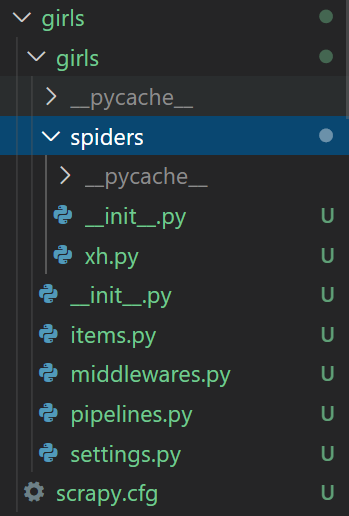 girls
girls
__pycache__
spiders
__pycache__
__init__.py U
xh.py U
__init__.py U
items.py U
middlewares.py U
pipelines.py U
settings.py U
scrapy.cfg U